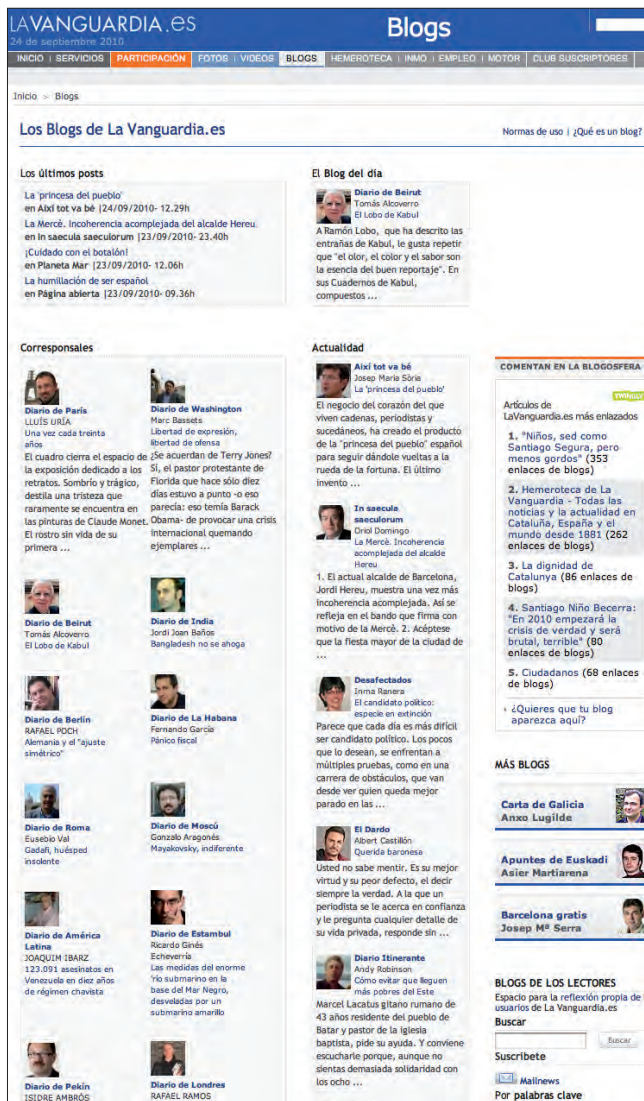 LAVANGUARDIA.es
Blogs
24 de septiembre 2010
INICIO | SERVICIOS PARTICIPACIÓN FOTOS | VIDEOS BLOGS HEMEROTECA | INMO | EMPLEO | MOTOR CLUB SUSCRIPTORES
Inicio > Blogs
Los Blogs de La Vanguardia.es
Normas de uso | ¿Qué es un blog?
Los últimos posts
La 'princesa del pueblo'
en Així tot va bé |24/09/2010- 12.29h
La Mercè. Incoherencia acomplejada del alcalde Hereu
en In saecula saeculorum |23/09/2010- 23.40h
¡Cuidado con el botalón!
en Planeta Mar |23/09/2010- 12.06h
La humillación de ser español
en Página abierta |23/09/2010- 09.36h
El Blog del día
Diario de Beirut
Tomás Alcoverro
El Lobo de Kabul
A Ramón Lobo, que ha descrito las
entrañas de Kabul, le gusta repetir
que "el olor, el color y el sabor son
la esencia del buen reportaje". En
sus Cuadernos de Kabul,
compuestos ...
Corresponsales
Diario de París
LLUÍS URÍA
Una vez cada treinta
años
El cuadro cierra el espacio de
la exposición dedicado a los
retratos. Sombrío y trágico,
destila una tristeza que
raramente se encuentra en
las pinturas de Claude Monet.
El rostro sin vida de su
primera ...
Diario de Washington
Marc Bassets
Libertad de expresión,
libertad de ofensa
¿Se acuerdan de Terry Jones?
Sí, el pastor protestante de
Florida que hace sólo diez
días estuvo a punto -o eso
parecía: eso temía Barack
Obama- de provocar una crisis
internacional quemando
ejemplares ...
Diario de Beirut
Tomás Alcoverro
El Lobo de Kabul
Diario de India
Jordi Joan Baños
Bangladesh no se ahoga
Diario de Berlín
RAFAEL POCH
Alemania y el "ajuste
simétrico"
Diario de La Habana
Fernando García
Pánico fiscal
Diario de Roma
Eusebio Val
Gadafi, huésped
insolente
Diario de Moscú
Gonzalo Aragonés
Mayakovsky, indiferente
Diario de América
Latina
JOAQUIM IBARZ
123.091 asesinatos en
Venezuela en diez años
de régimen chavista
Diario de Estambul
Ricardo Ginés
Echeverría
Las medidas del enorme
'río submarino en la
base del Mar Negro,
desveladas por un
submarino amarillo
Diario de Pekín
ISIDRE AMBRÓS
Diario de Londres
RAFAEL RAMOS
Actualidad
Així tot va bé
Josep Maria Sòria
La 'princesa del pueblo'
El negocio del corazón del que
viven cadenas, periodistas y
sucedáneos, ha creado el producto
de la "princesa del pueblo" español
para seguir dándole vueltas a la
rueda de la fortuna. El último
invento ...
In saecula
saeculorum
Oriol Domingo
La Mercè. Incoherencia
acomplejada del alcalde
Hereu
1. El actual alcalde de Barcelona,
Jordi Hereu, muestra una vez más
incoherencia acomplejada. Así se
refleja en el bando que firma con
motivo de la Mercè. 2. Acéptese
que la fiesta mayor de la ciudad de
...
Desafectados
Inma Ranera
El candidato político:
especie en extinción
Parece que cada día es más difícil
ser candidato político. Los pocos
que lo desean, se enfrentan a
múltiples pruebas, como en una
carrera de obstáculos, que van
desde ver quien queda mejor
parado en las ...
El Dardo
Albert Castillón
Querida baronesa
Usted no sabe mentir. Es su mejor
virtud y su peor defecto, el decir
siempre la verdad. A la que un
periodista se le acerca en confianza
y le pregunta cualquier detalle de
su vida privada, responde sin ...
Diario Itinerante
Andy Robinson
Cómo evitar que lleguen
más pobres del Este
Marcel Lacatus gitano rumano de
43 años residente del pueblo de
Batar y pastor de la iglesia
baptista, pide su ayuda. Y conviene
escucharle porque, aunque no
sientas demasiada solidaridad con
los ocho ...
COMENTAN EN LA BLOGOSFERA
TWINGLY
Artículos de
LaVanguardia.es más enlazados
1. "Niños, sed como
Santiago Segura, pero
menos gordos" (353
enlaces de blogs)
2. Hemeroteca de La
Vanguardia - Todas las
noticias y la actualidad en
Cataluña, España y el
mundo desde 1881 (262
enlaces de blogs)
3. La dignidad de
Catalunya (86 enlaces de
blogs)
4. Santiago Niño Becerra:
"En 2010 empezará la
crisis de verdad y será
brutal, terrible" (80
enlaces de blogs)
5. Ciudadanos (68 enlaces
de blogs)
¿Quieres que tu blog
aparezca aquí?
MÁS BLOGS
Carta de Galicia
Anxo Lugilde
Apuntes de Euskadi
Asier Martiarena
Barcelona gratis
Josep Mª Serra
BLOGS DE LOS LECTORES
Espacio para la reflexión propia de
usuarios de La Vanguardia.es
Buscar
Buscar
Suscríbete
Mailnews
Por palabras clave